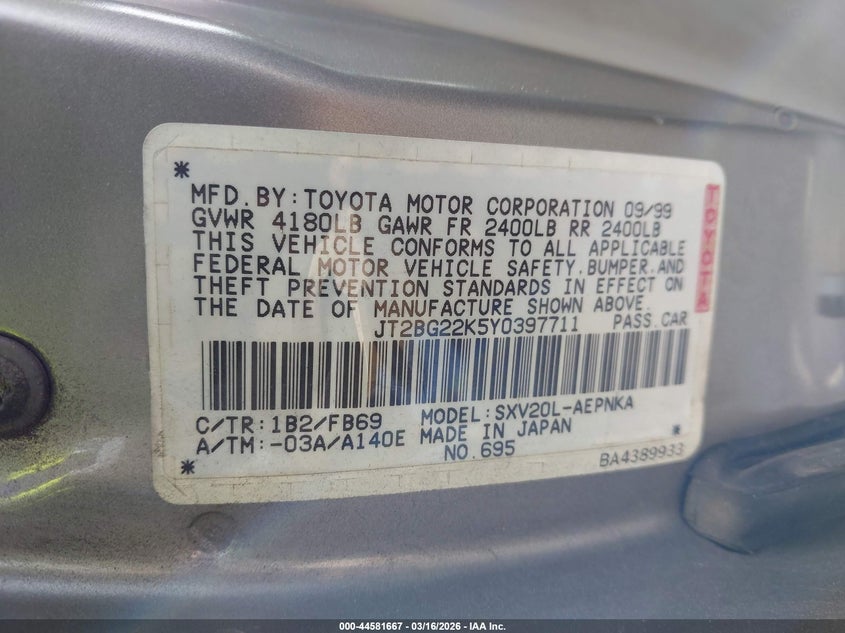 MFD.BY:TOYOTA MOTOR CORPORATION 09/99
GVWR 4180LB GAWR FR 2400LB RR 2400LB
THIS VEHICLE CONFORMS TO ALL APPLICABLE
FEDERAL MOTOR VEHICLE SAFETY,BUMPER,AND
THEFT PREVENTION STANDARDS IN EFFECT ON
THE DATE OF MANUFACTURE SHOWN ABOVE.
JT2BG22K5Y0397711 PASS.CAR
TOYOTA
C/TR:1B2/FB69 MODEL:SXV20L-AEPNKA
A/TM:-03A/A140E MADE IN JAPAN
NO.695 BA4389933
000-44581667 - 03/16/2026 - IAA Inc.